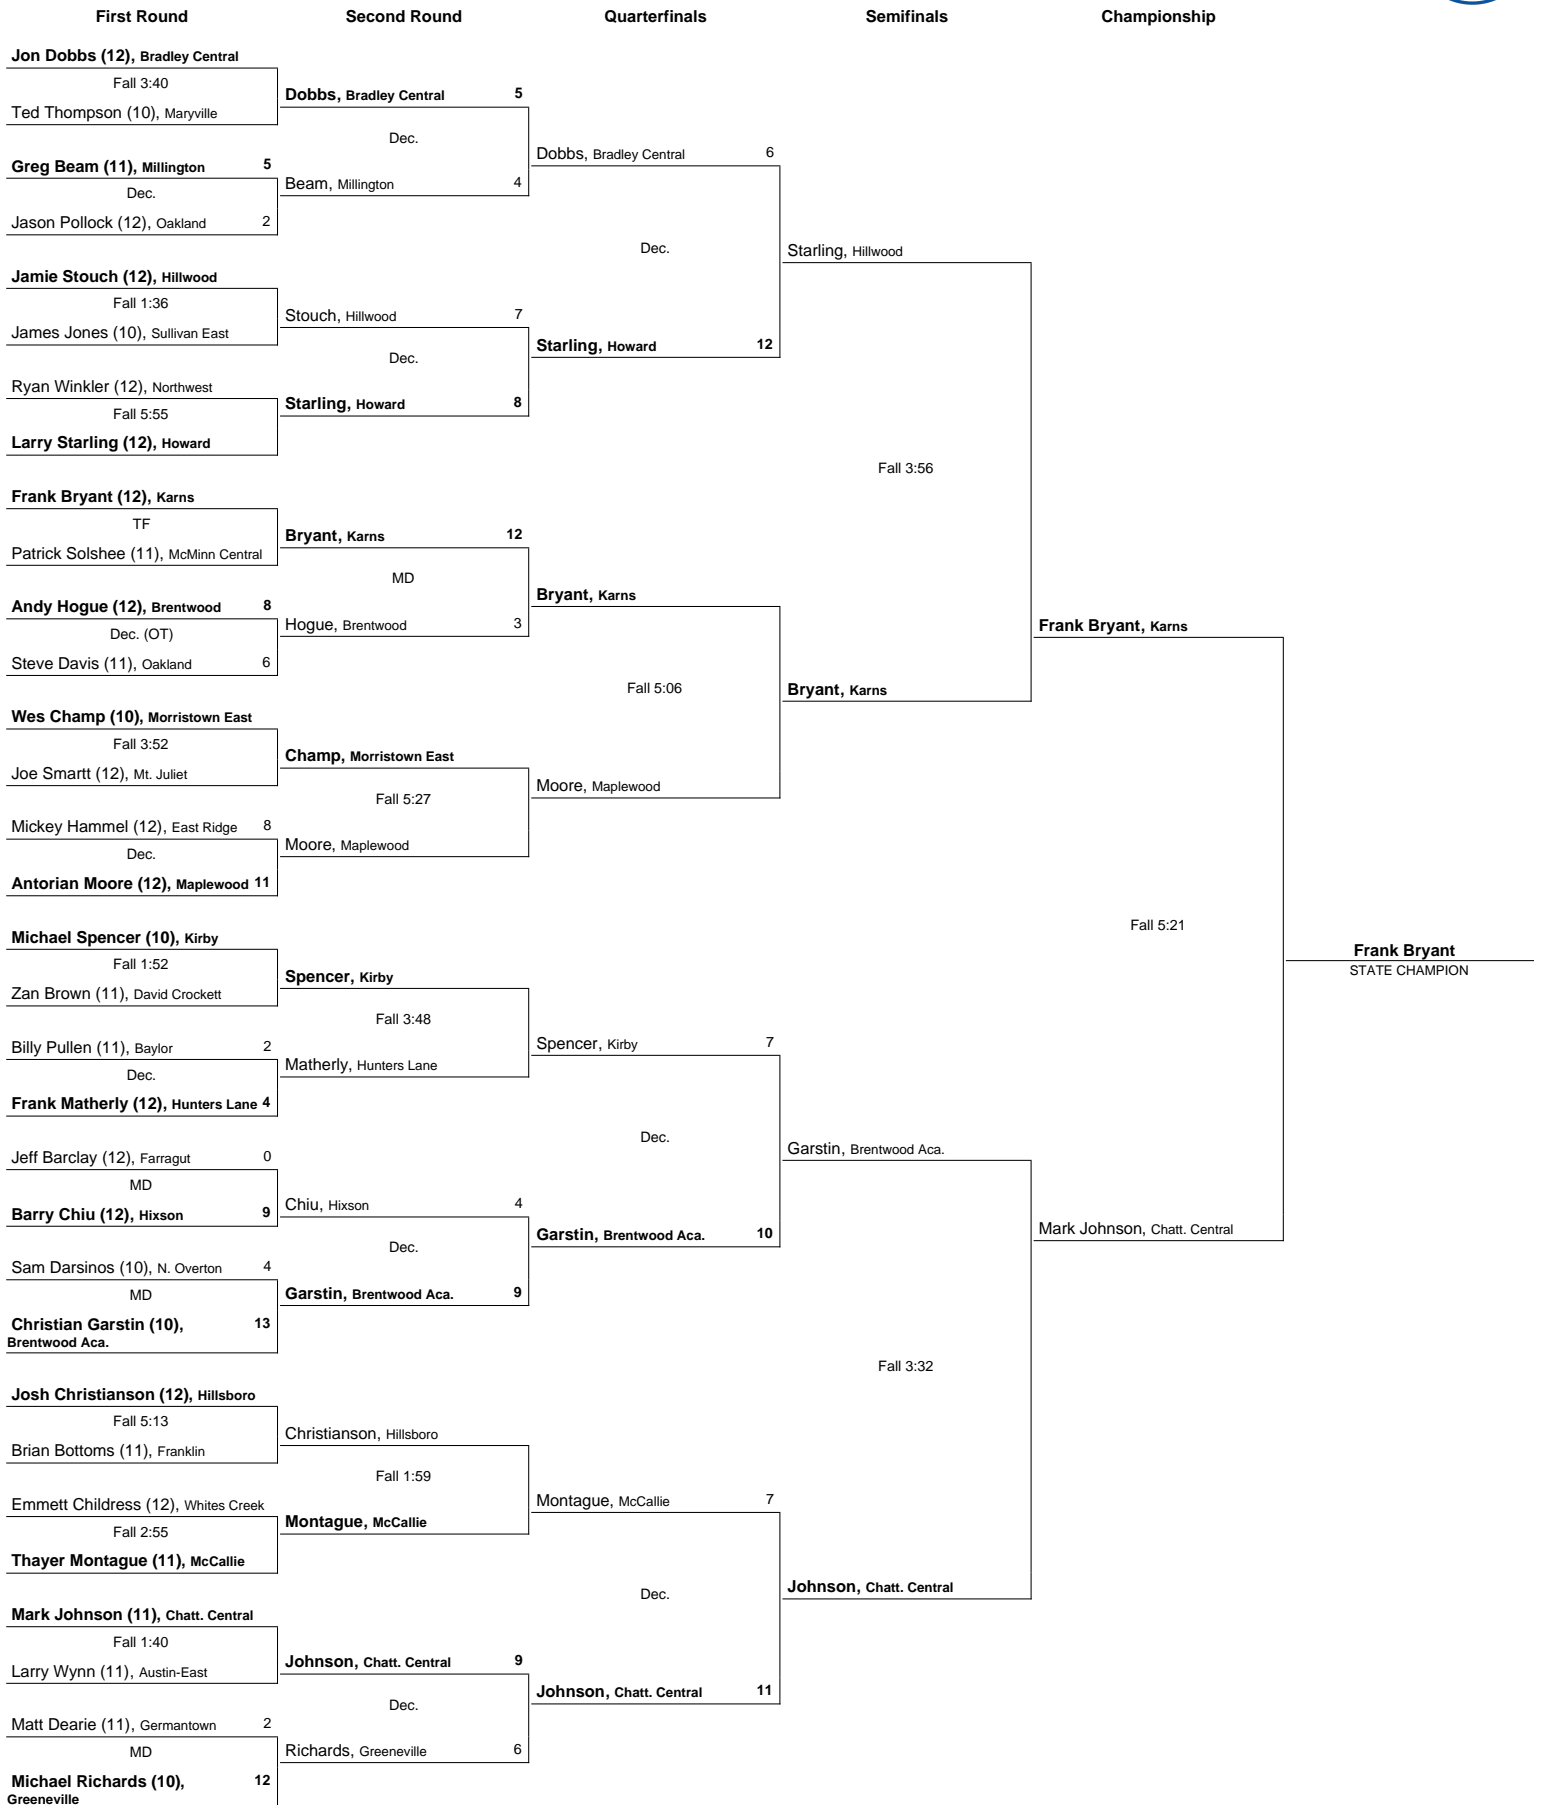 First Round
Second Round
Quarterfinals
Semifinals
Championship
Jon Dobbs (12), Bradley Central
Fall 3:40
Ted Thompson (10), Maryville
Greg Beam (11), Millington 5
Dec.
Jason Pollock (12), Oakland 2
Jamie Stouch (12), Hillwood
Fall 1:36
James Jones (10), Sullivan East
Ryan Winkler (12), Northwest
Fall 5:55
Larry Starling (12), Howard
Frank Bryant (12), Karns
TF
Patrick Solshee (11), McMinn Central
Andy Hogue (12), Brentwood 8
Dec. (OT)
Steve Davis (11), Oakland 6
Wes Champ (10), Morristown East
Fall 3:52
Joe Smartt (12), Mt. Juliet
Mickey Hammel (12), East Ridge 8
Dec.
Antorian Moore (12), Maplewood 11
Michael Spencer (10), Kirby
Fall 1:52
Zan Brown (11), David Crockett
Billy Pullen (11), Baylor 2
Dec.
Frank Matherly (12), Hunters Lane 4
Jeff Barclay (12), Farragut 0
MD
Barry Chiu (12), Hixson 9
Sam Darsinos (10), N. Overton 4
MD
Christian Garstin (10), 13
Brentwood Aca.
Josh Christianson (12), Hillsboro
Fall 5:13
Brian Bottoms (11), Franklin
Emmett Childress (12), Whites Creek
Fall 2:55
Thayer Montague (11), McCallie
Mark Johnson (11), Chatt. Central
Fall 1:40
Larry Wynn (11), Austin-East
Matt Dearie (11), Germantown 2
MD
Michael Richards (10), 12
Greeneville
Dobbs, Bradley Central 5
Dec.
Beam, Millington 4
Stouch, Hillwood 7
Dec.
Starling, Howard 8
Bryant, Karns 12
MD
Hogue, Brentwood 3
Champ, Morristown East
Fall 5:27
Moore, Maplewood
Spencer, Kirby
Fall 3:48
Matherly, Hunters Lane
Chiu, Hixson 4
Dec.
Garstin, Brentwood Aca. 9
Christianson, Hillsboro
Fall 1:59
Montague, McCallie
Johnson, Chatt. Central 9
Dec.
Richards, Greeneville 6
Dobbs, Bradley Central 6
Dec.
Starling, Howard 12
Bryant, Karns
Fall 5:06
Moore, Maplewood
Spencer, Kirby 7
Dec.
Garstin, Brentwood Aca. 10
Montague, McCallie 7
Dec.
Johnson, Chatt. Central 11
Starling, Hillwood
Fall 3:56
Bryant, Karns
Garstin, Brentwood Aca.
Fall 3:32
Johnson, Chatt. Central
Frank Bryant, Karns
Fall 5:21
Mark Johnson, Chatt. Central
Frank Bryant
STATE CHAMPION